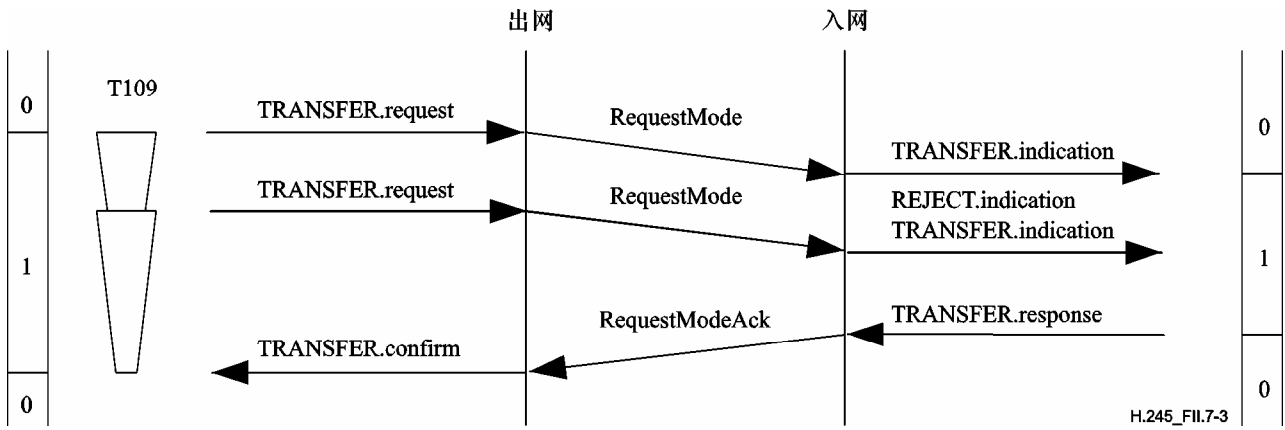 出网 入网
T109
0 TRANSFER.request RequestMode 0
TRANSFER.indication
TRANSFER.request RequestMode REJECT.indication
TRANSFER.indication
1 1
RequestModeAck TRANSFER.response
TRANSFER.confirm
0 0
H.245_FII.7-3